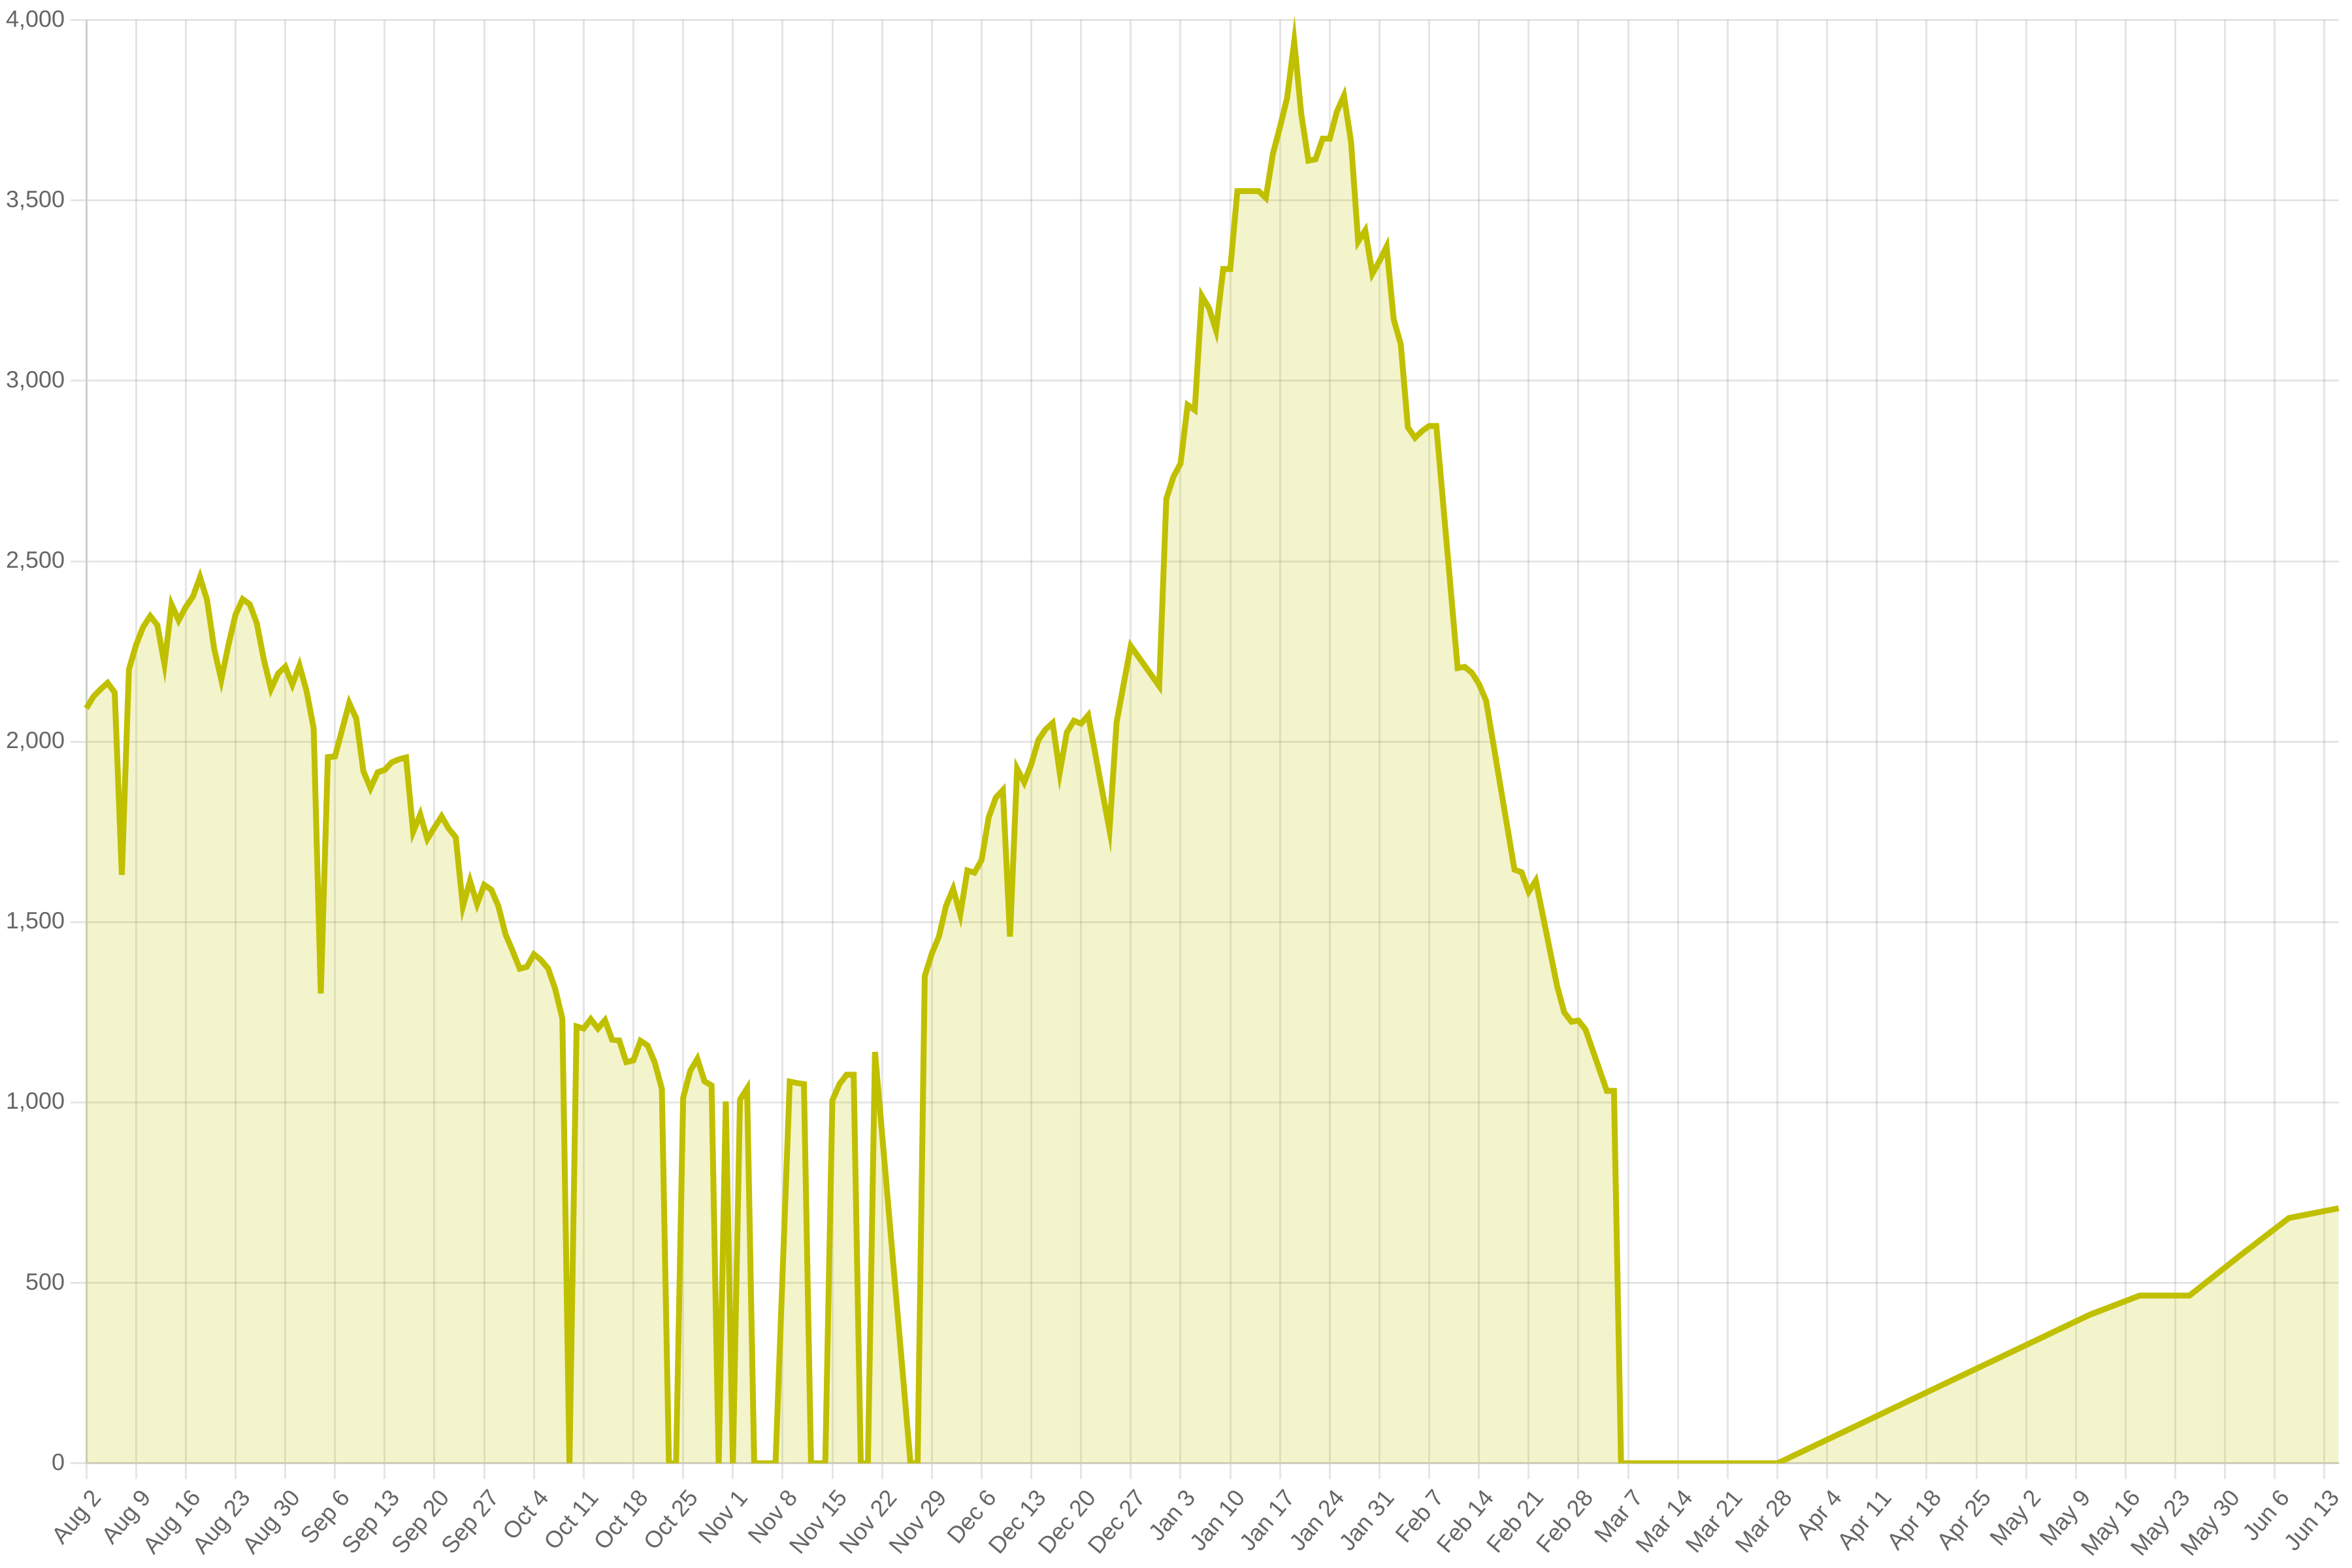 4,000
3,500
3,000
2,500
2,000
1,500
1,000
500
0
Aug 2
Aug 9
Aug 16
Aug 23
Aug 30
Sep 6
Sep 13
Sep 20
Sep 27
Oct 4
Oct 11
Oct 18
Oct 25
Nov 1
Nov 8
Nov 15
Nov 22
Nov 29
Dec 6
Dec 13
Dec 20
Dec 27
Jan 3
Jan 10
Jan 17
Jan 24
Jan 31
Feb 7
Feb 14
Feb 21
Feb 28
Mar 7
Mar 14
Mar 21
Mar 28
Apr 4
Apr 11
Apr 18
Apr 25
May 2
May 9
May 16
May 23
May 30
Jun 6
Jun 13